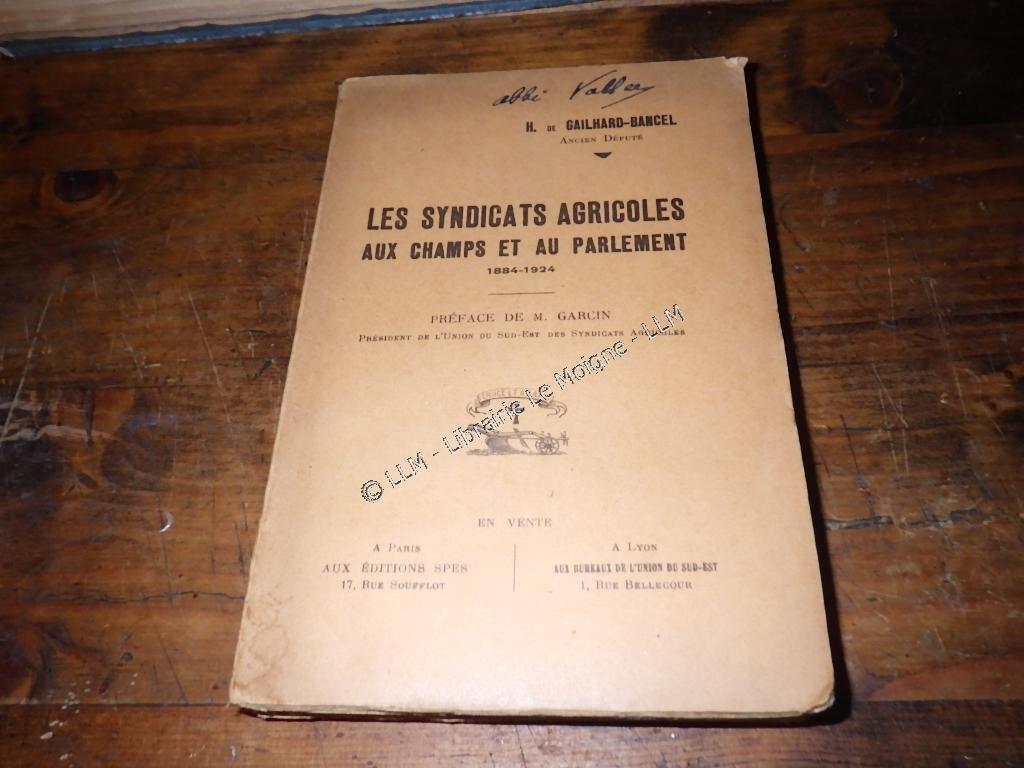 abbé
H. DE GAILHARD-BANCEL
ANCIEN DÉPUTÉ
LES SYNDICATS AGRICOLES
AUX CHAMPS ET AU PARLEMENT
1884-1924
PRÉFACE DE M. GARCIN
PRÉSIDENT DE L'UNION DU SUD-EST DES SYNDICATS AGRICOLES
© LLM - Librairie Le Moigne - LLM
EN VENTE
A PARIS
AUX ÉDITIONS SPES
17, RUE SOUFFLOT
A LYON
AUX BUREAUX DE L'UNION DU SUD-EST
1, RUE BELLECOUR